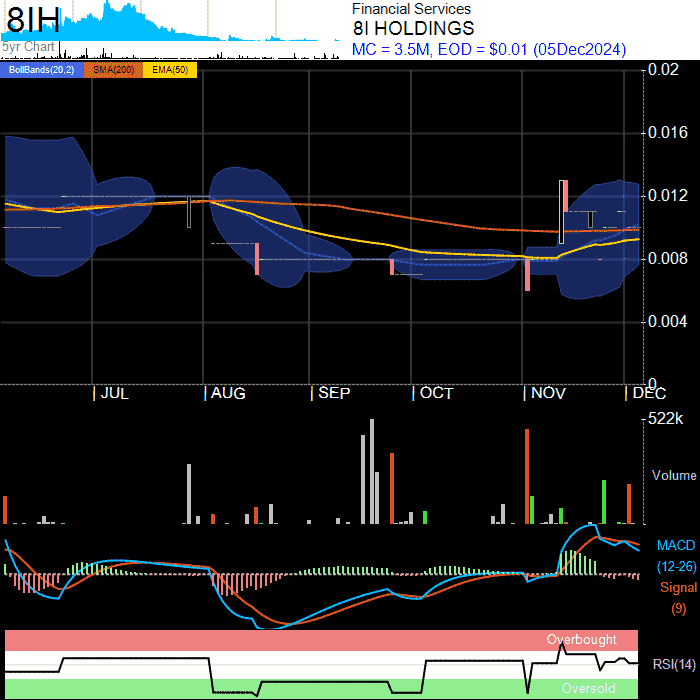 8IH
5yr Chart
Financial Services
8I HOLDINGS
MC = 3.5M, EOD = $0.01 (05Dec2024)
BollBands(20,2) SMA(200) EMA(50)
0.02
0.016
0.012
0.008
0.004
0
JUL AUG SEP OCT NOV DEC
522k
Volume
MACD
(12-26)
Signal
(9)
Overbought
RSI(14)
Oversold